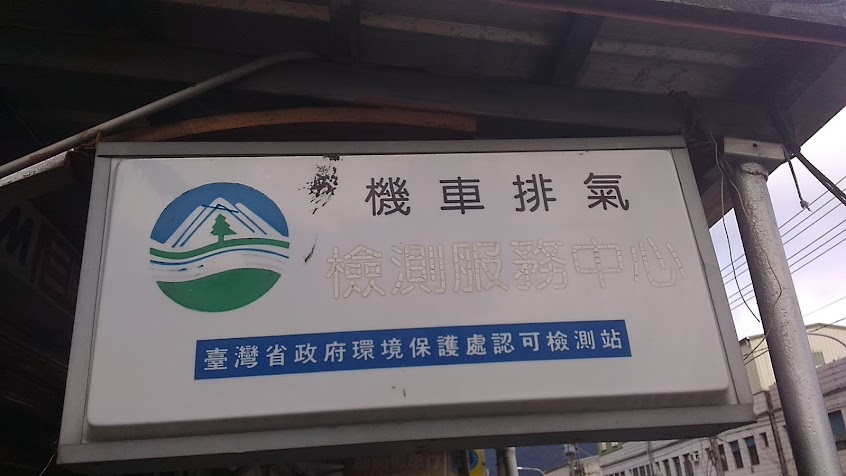 機車排氣
檢測服務中心
臺灣省政府環境保護處認可檢測站